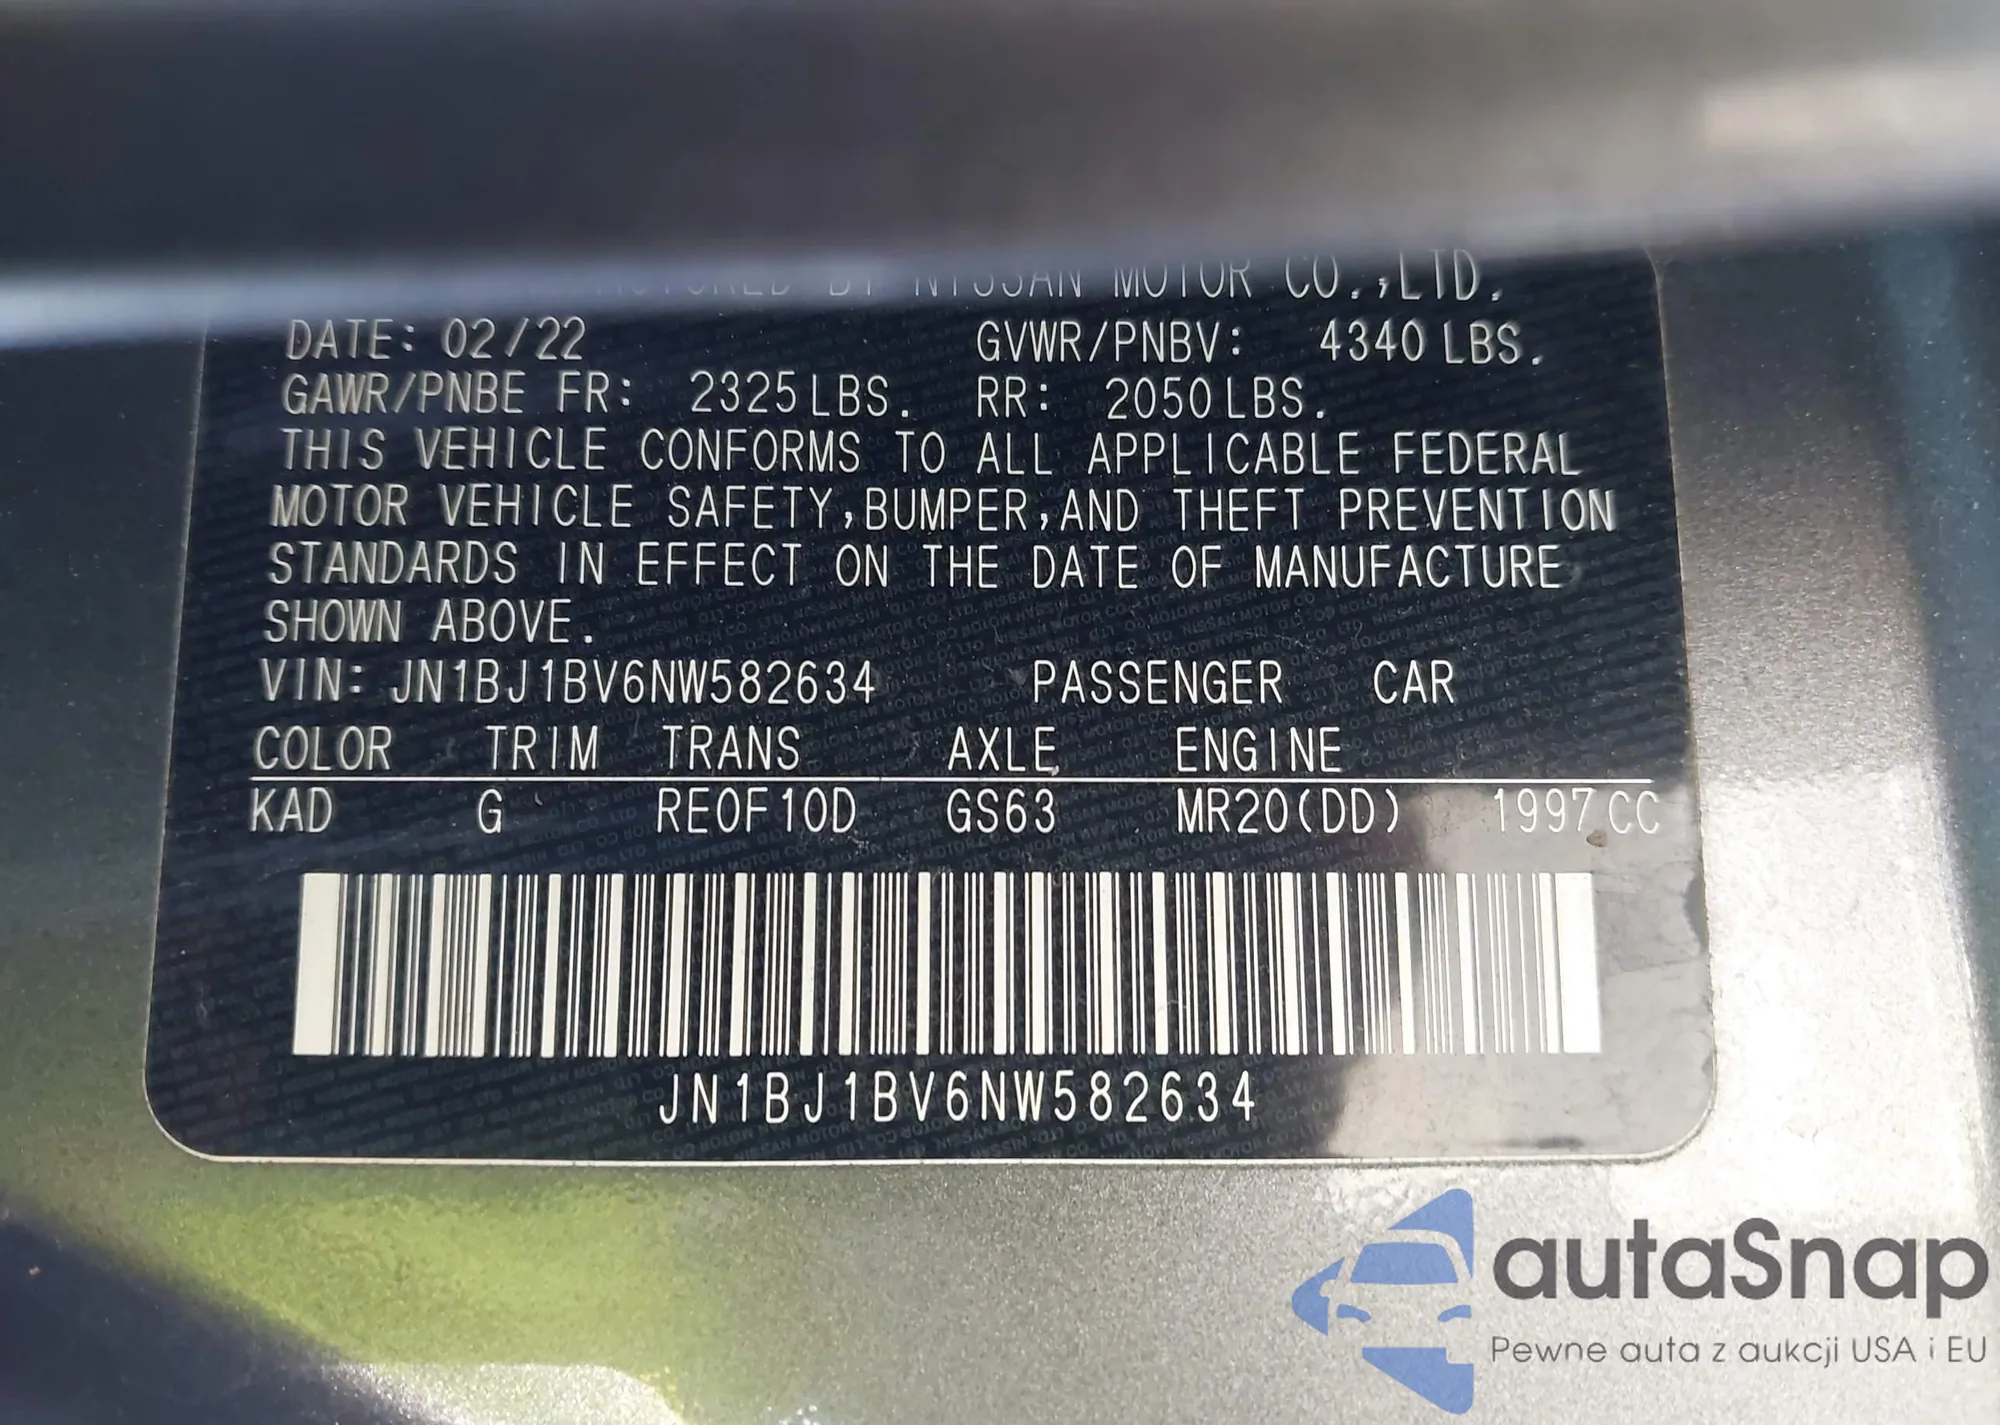 MOTOR CO.,LTD.
DATE: 02/22 GVWR/PNBV: 4340 LBS.
GAWR/PNBE FR: 2325 LBS. RR: 2050 LBS.
THIS VEHICLE CONFORMS TO ALL APPLICABLE FEDERAL
MOTOR VEHICLE SAFETY,BUMPER,AND THEFT PREVENTION
STANDARDS IN EFFECT ON THE DATE OF MANUFACTURE
SHOWN ABOVE.
VIN: JN1BJ1BV6NW582634 PASSENGER CAR
COLOR TRIM TRANS AXLE ENGINE
KAD G RE0F10D GS63 MR20(DD) 1997 CC
JN1BJ1BV6NW582634
autaSnap
Pewne auta z aukcji USA i EU